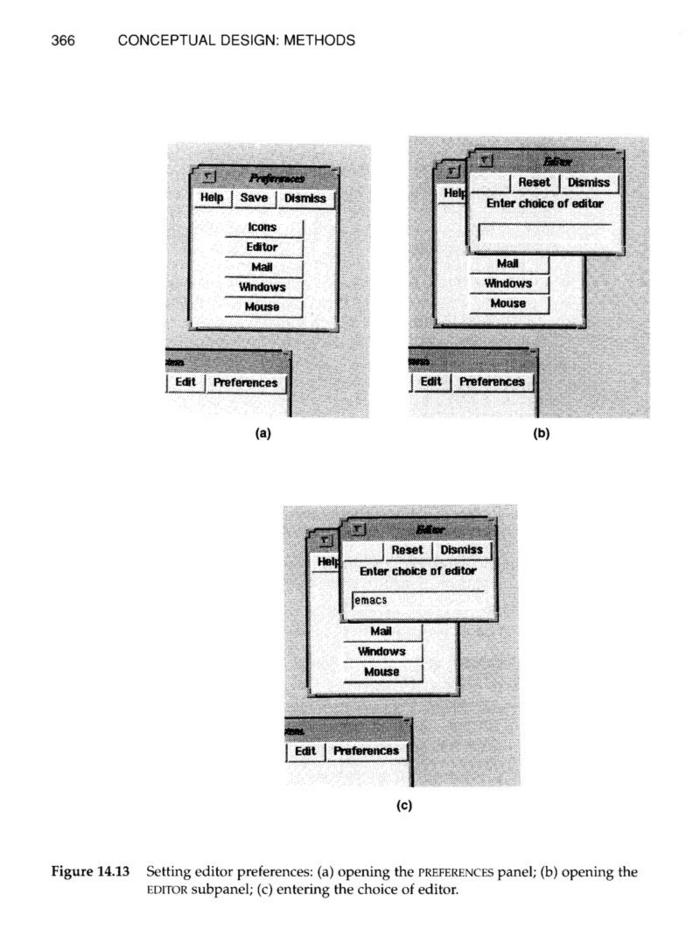 366 CONCEPTUAL DESIGN: METHODS
Preferences
Help Save Dismiss
Icons
Editor
Mail
Windows
Mouse
Edit Preferences
(a)
Editor
Help
Reset Dismiss
Enter choice of editor
Mail
Windows
Mouse
Edit Preferences
(b)
Editor
Reset Dismiss
Help
Enter choice of editor
emacs
Mail
Windows
Mouse
Edit Preferences
(c)
Figure 14.13 Setting editor preferences: (a) opening the PREFERENCES panel; (b) opening the
EDITOR subpanel; (c) entering the choice of editor.